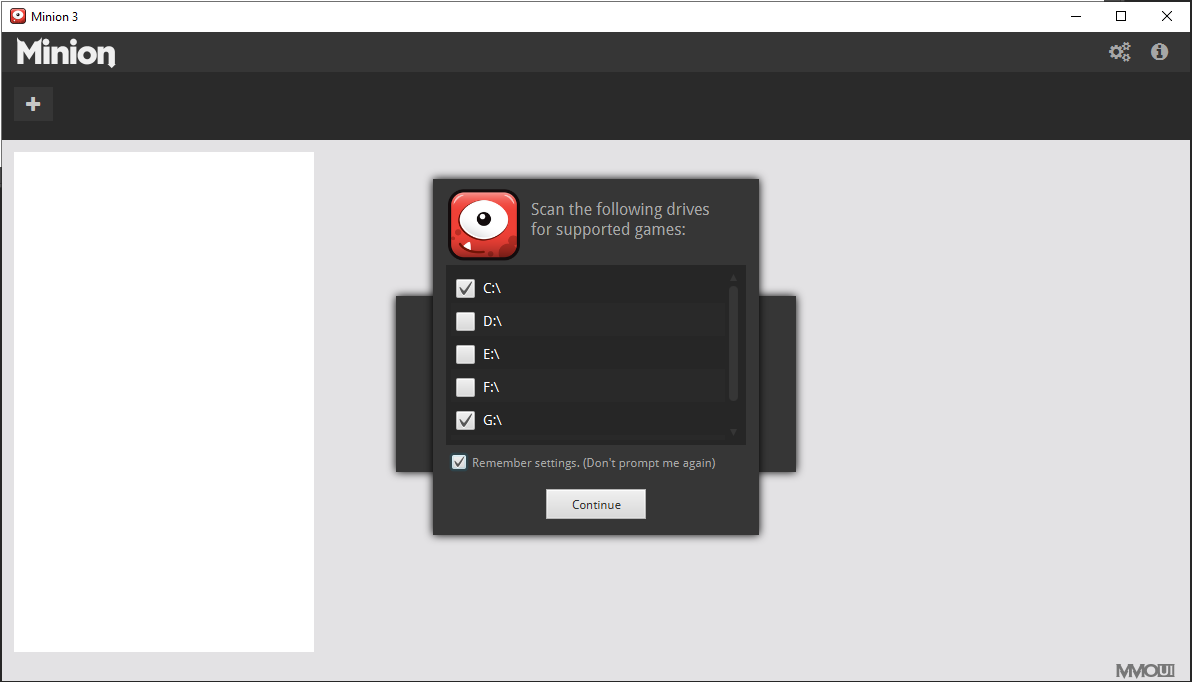 Minion 3
Minion
Scan the following drives
for supported games:
C:\
D:\
E:\
F:\
G:\
Remember settings. (Don't prompt me again)
Continue
MMOUI